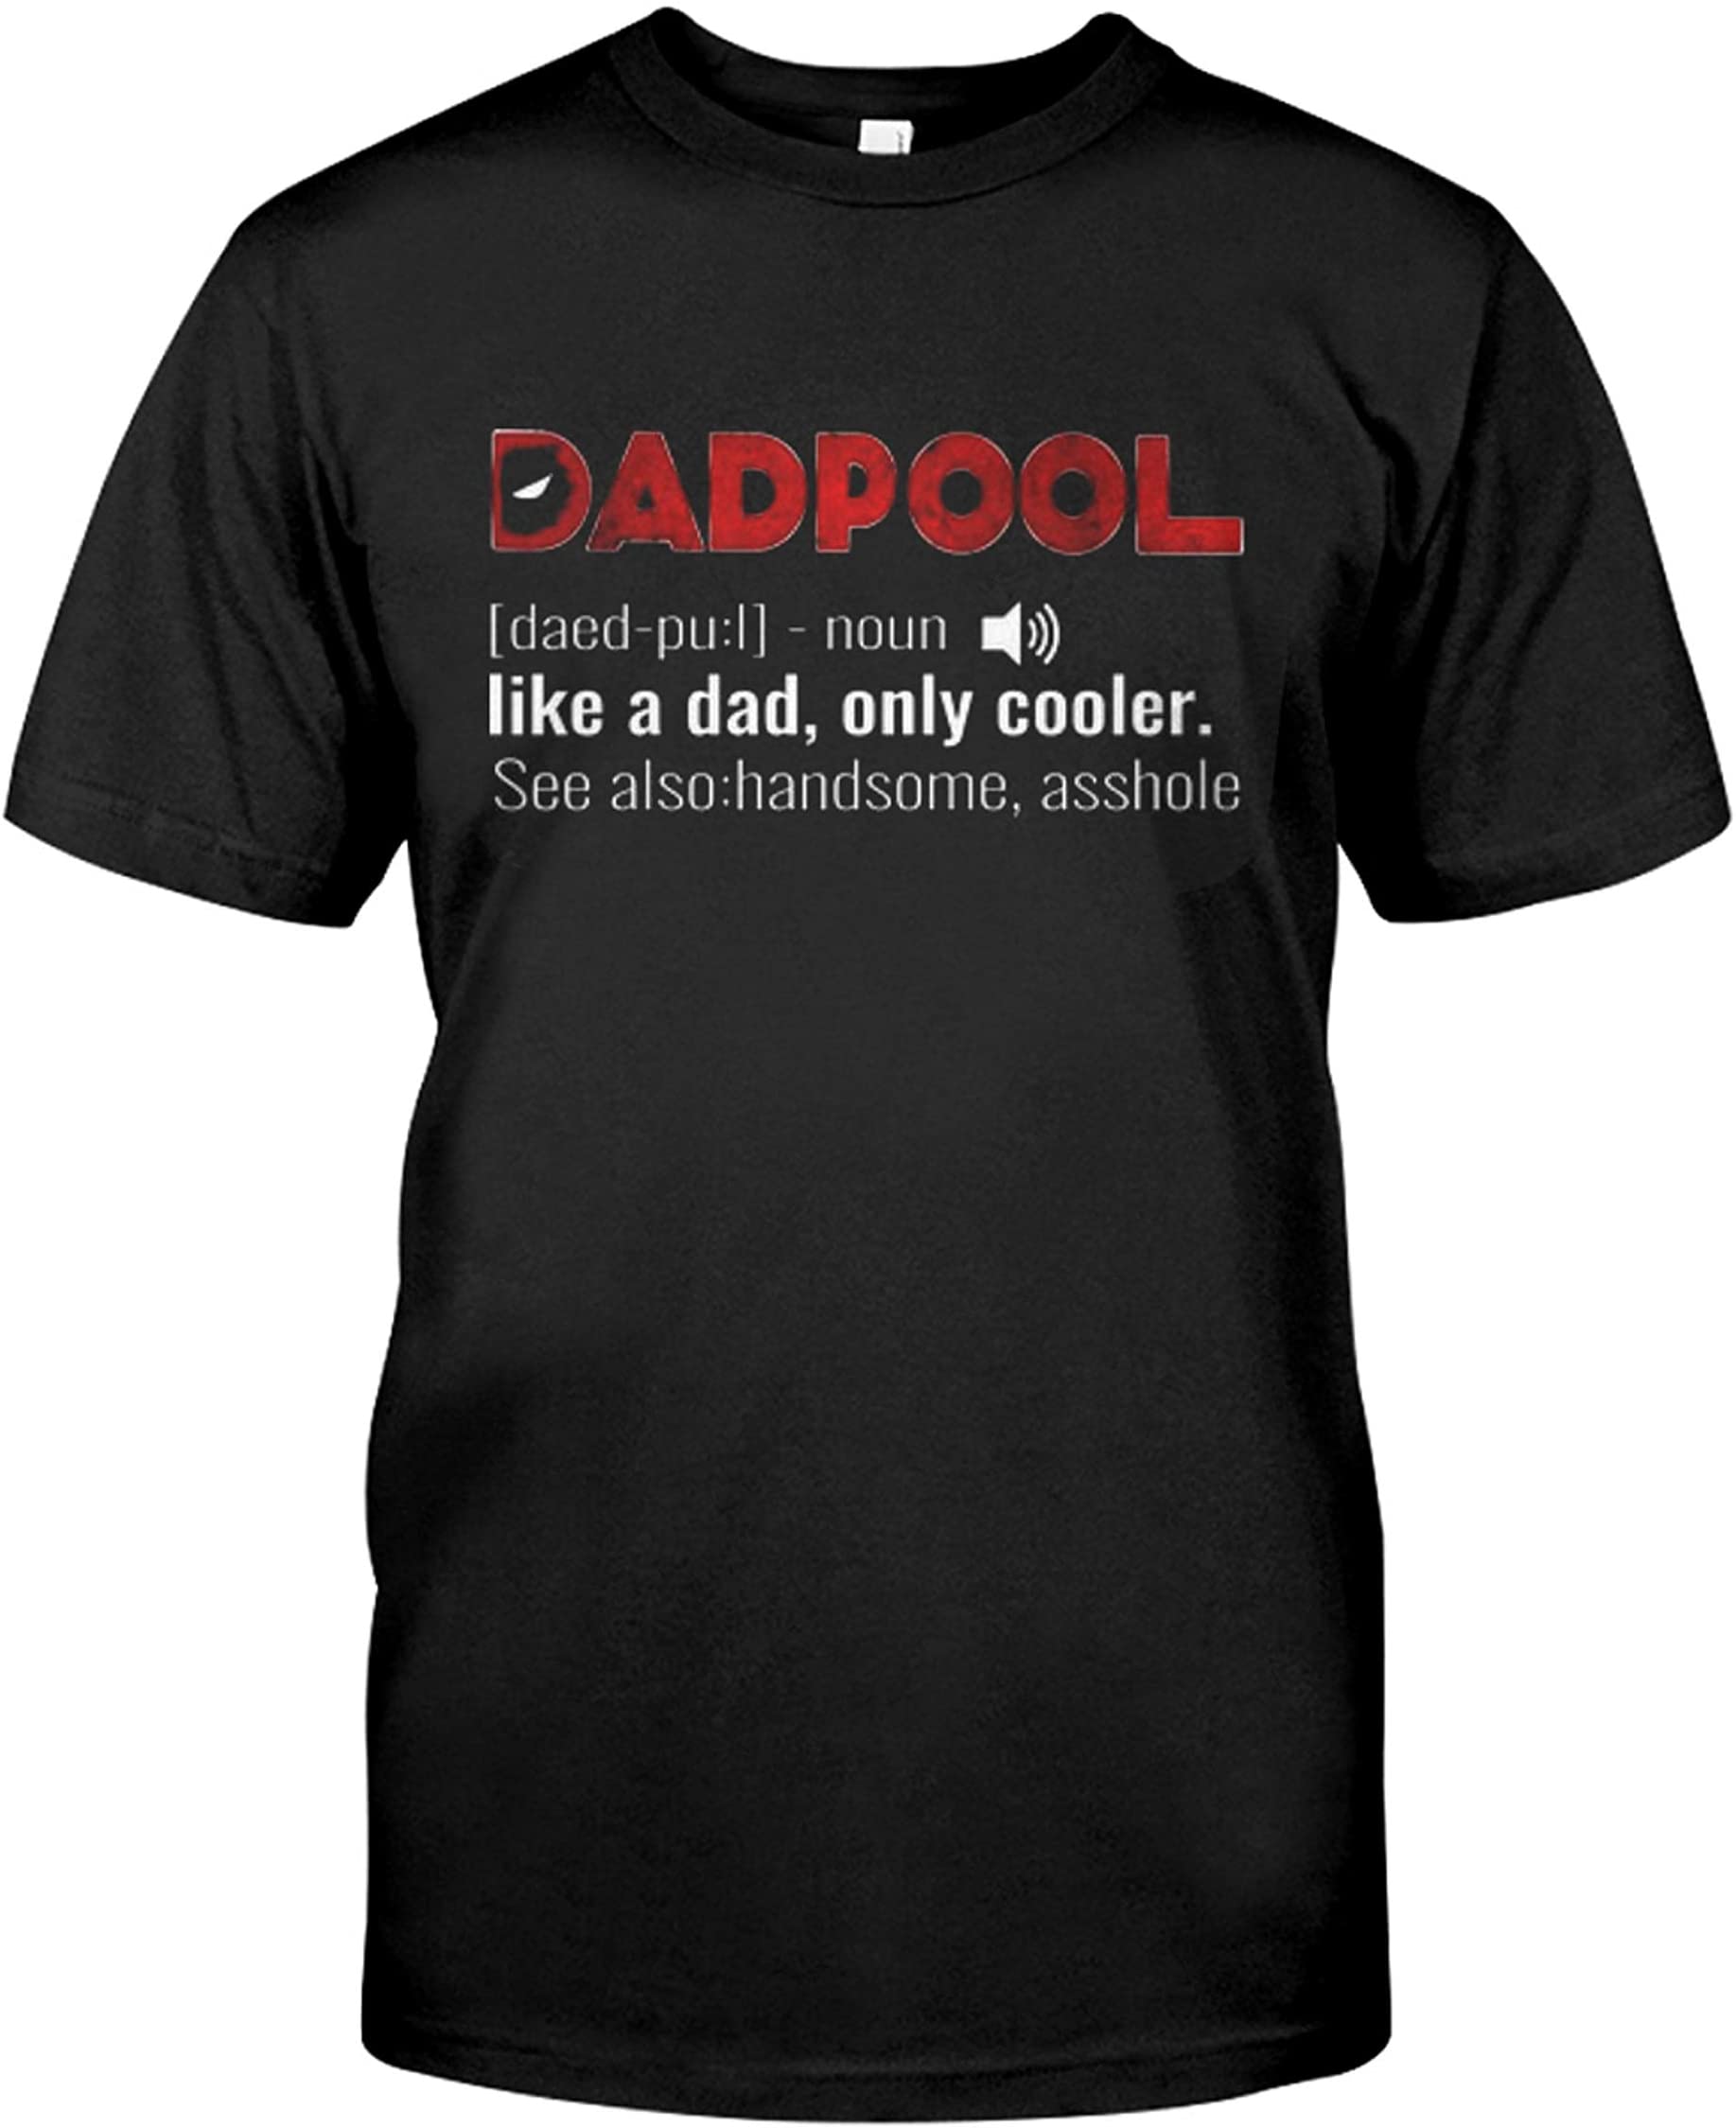 DADPOOL
[daed-pu:l] - noun
like a dad, only cooler.
See also:handsome, asshole